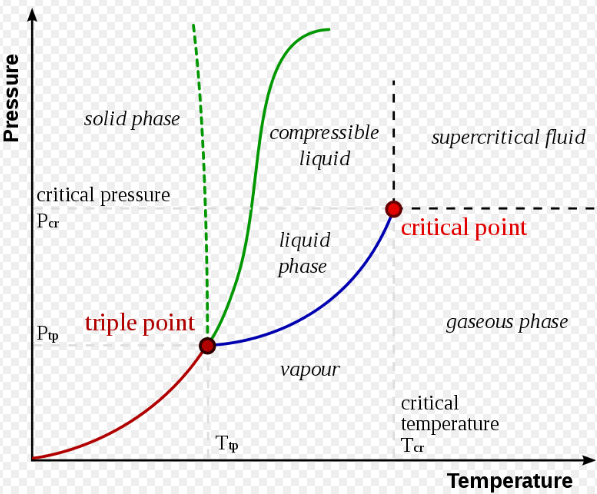 Pressure
solid phase
compressible
liquid
supercritical fluid
critical pressure
Pcr
critical point
liquid
phase
triple point
Ptp
gaseous phase
vapour
critical
temperature
Tcr
Ttp
Temperature